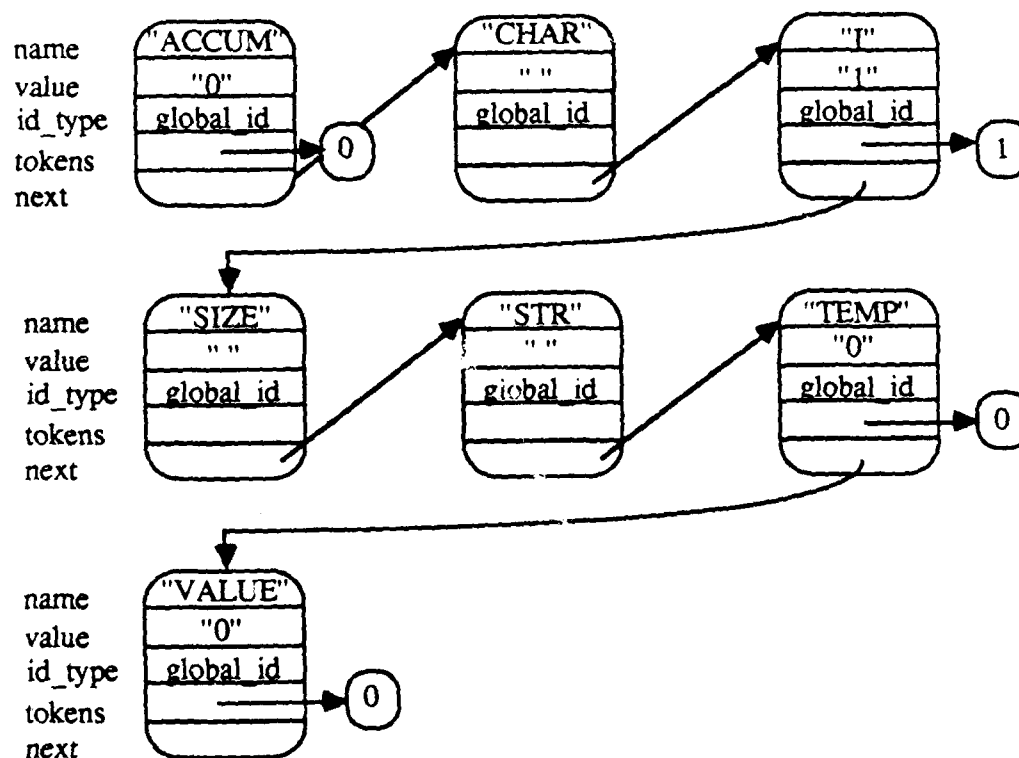 name "ACCUM" "CHAR" "I"
value "0" " " "1"
id_type global_id global_id global_id
tokens 0 1
next
name "SIZE" "STR" "TEMP"
value " " " " "0"
id_type global_id global_id global_id
tokens 0
next
name "VALUE"
value "0"
id_type global_id
tokens 0
next